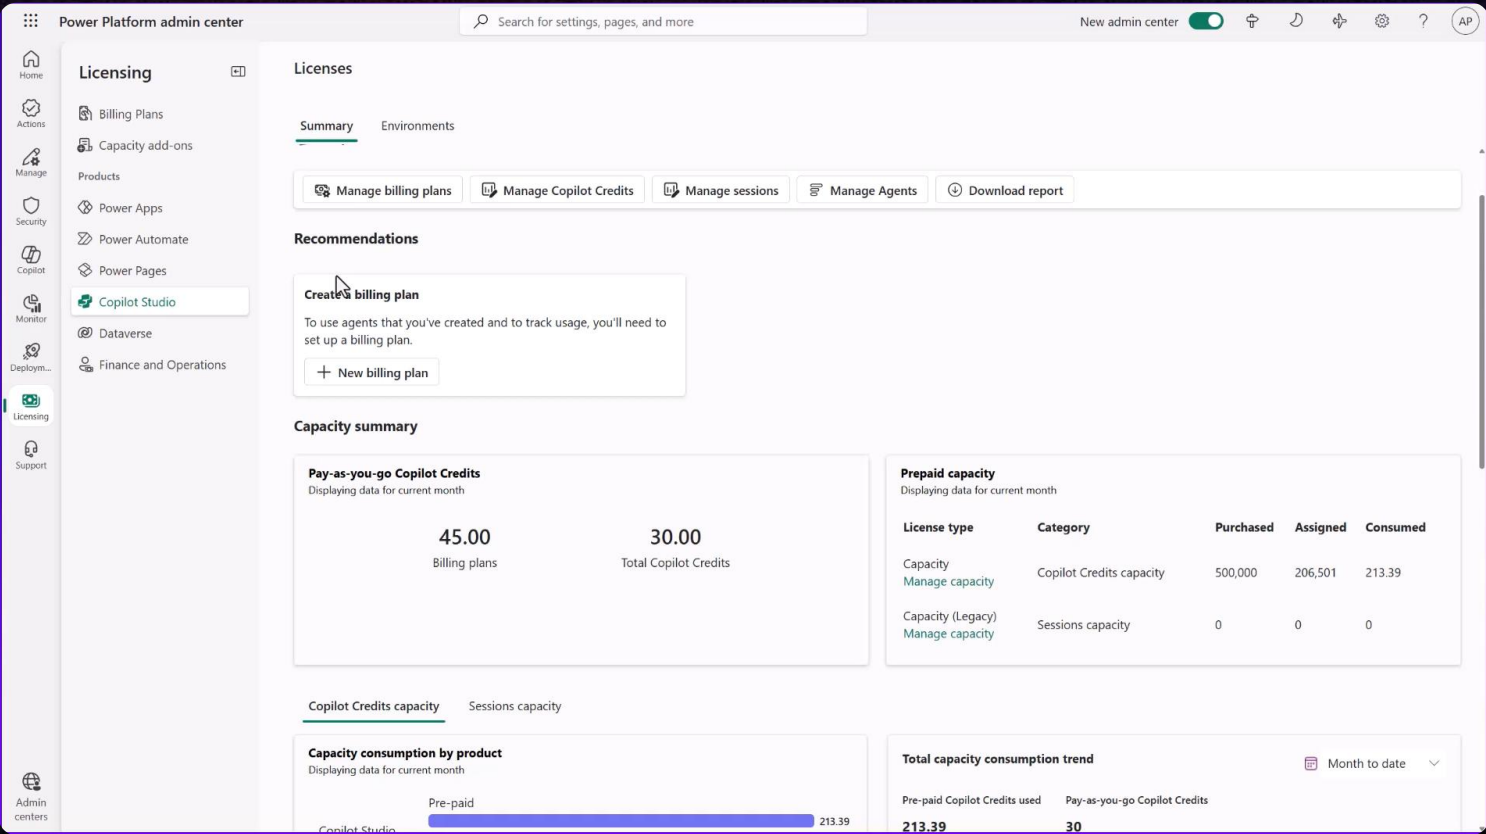 Power Platform admin center
Search for settings, pages, and more
New admin center
AP
Home
Actions
Manage
Security
Copilot
Monitor
Deploym...
Licensing
Support
Admin
centers
Licensing
Billing Plans
Capacity add-ons
Products
Power Apps
Power Automate
Power Pages
Copilot Studio
Dataverse
Finance and Operations
Licenses
Summary
Environments
Manage billing plans
Manage Copilot Credits
Manage sessions
Manage Agents
Download report
Recommendations
Create a billing plan
To use agents that you've created and to track usage, you'll need to
set up a billing plan.
New billing plan
Capacity summary
Pay-as-you-go Copilot Credits
Displaying data for current month
45.00
Billing plans
30.00
Total Copilot Credits
Prepaid capacity
Displaying data for current month
License type Category Purchased Assigned Consumed
Capacity
Manage capacity
Copilot Credits capacity 500,000 206,501 213.39
Capacity (Legacy)
Manage capacity
Sessions capacity 0 0 0
Copilot Credits capacity
Sessions capacity
Capacity consumption by product
Displaying data for current month
Pre-paid
Copilot Studio
213.39
Total capacity consumption trend
Month to date
Pre-paid Copilot Credits used
213.39
Pay-as-you-go Copilot Credits
30